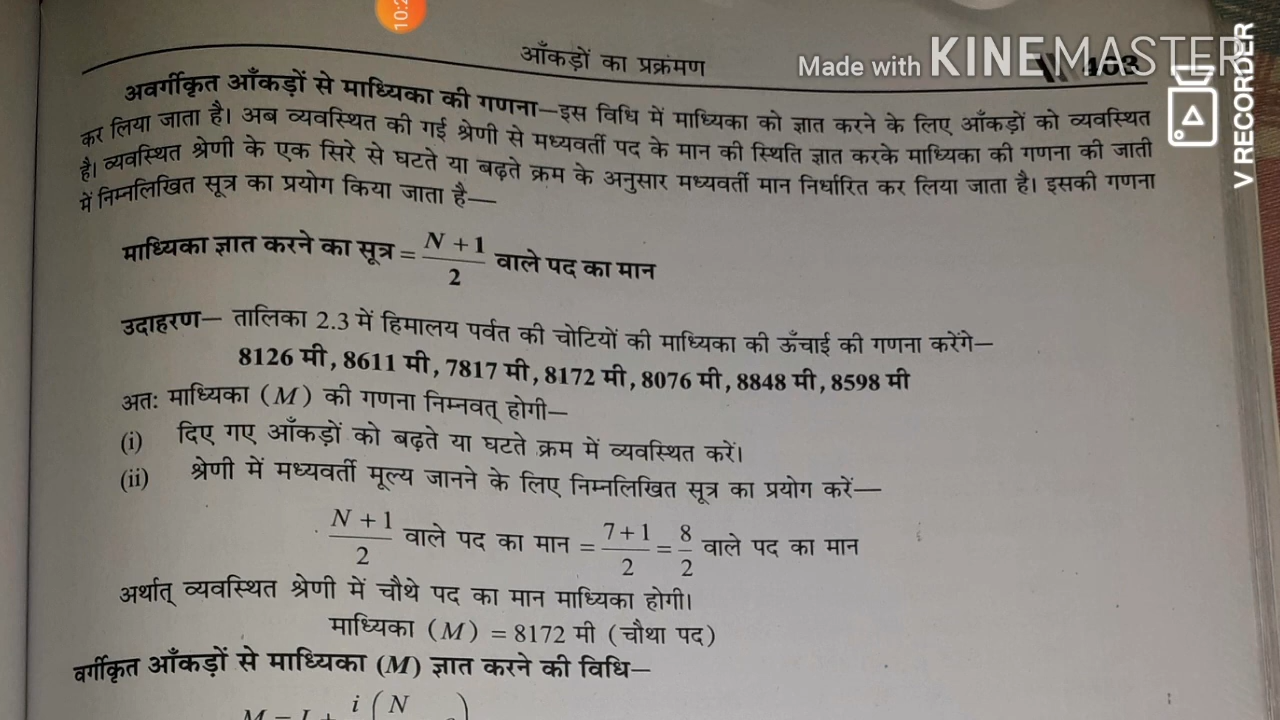 10:2
आँकड़ों का प्रक्रमण
Made with KINEMASTER
403
V RECORDER
अवर्गीकृत आँकड़ों से माध्यिका की गणना—इस विधि में माध्यिका को ज्ञात करने के लिए आँकड़ों को व्यवस्थित
कर लिया जाता है। अब व्यवस्थित की गई श्रेणी से मध्यवर्ती पद के मान की स्थिति ज्ञात करके माध्यिका की गणना की जाती
है। व्यवस्थित श्रेणी के एक सिरे से घटते या बढ़ते क्रम के अनुसार मध्यवर्ती मान निर्धारित कर लिया जाता है। इसकी गणना
में निम्नलिखित सूत्र का प्रयोग किया जाता है—
माध्यिका ज्ञात करने का सूत्र = (N + 1)/2 वाले पद का मान
उदाहरण— तालिका 2.3 में हिमालय पर्वत की चोटियों की माध्यिका की ऊँचाई की गणना करेंगे—
8126 मी, 8611 मी, 7817 मी, 8172 मी, 8076 मी, 8848 मी, 8598 मी
अतः माध्यिका (M) की गणना निम्नवत् होगी—
(i) दिए गए आँकड़ों को बढ़ते या घटते क्रम में व्यवस्थित करें।
(ii) श्रेणी में मध्यवर्ती मूल्य जानने के लिए निम्नलिखित सूत्र का प्रयोग करें—
(N + 1)/2 वाले पद का मान = (7 + 1)/2 = 8/2 वाले पद का मान
अर्थात् व्यवस्थित श्रेणी में चौथे पद का मान माध्यिका होगी।
माध्यिका (M) = 8172 मी (चौथा पद)
वर्गीकृत आँकड़ों से माध्यिका (M) ज्ञात करने की विधि—
i ( N